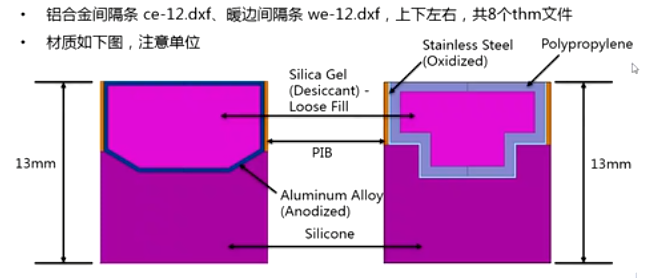 • 铝合金间隔条 ce-12.dxf、暖边间隔条 we-12.dxf，上下左右，共8个thm文件
• 材质如下图，注意单位
Stainless Steel
(Oxidized)
Polypropylene
Silica Gel
(Desiccant) -
Loose Fill
13mm
PIB
13mm
Aluminum Alloy
(Anodized)
Silicone